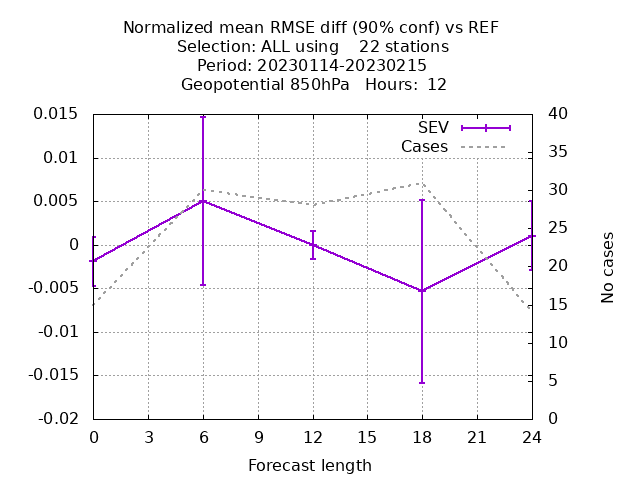 Normalized mean RMSE diff (90% conf) vs REF
Selection: ALL using    22 stations
Period: 20230114-20230215
Geopotential 850hPa   Hours:  12
SEV
Cases
0.015
0.01
0.005
0
-0.005
-0.01
-0.015
-0.02
40
35
30
25
20
15
10
5
0
No cases
0 3 6 9 12 15 18 21 24
Forecast length